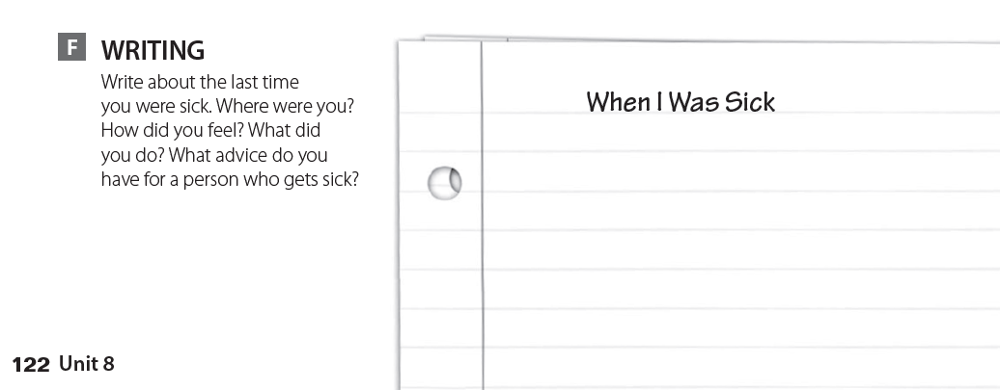 F WRITING
Write about the last time
you were sick. Where were you?
How did you feel? What did
you do? What advice do you
have for a person who gets sick?
When I Was Sick
122 Unit 8